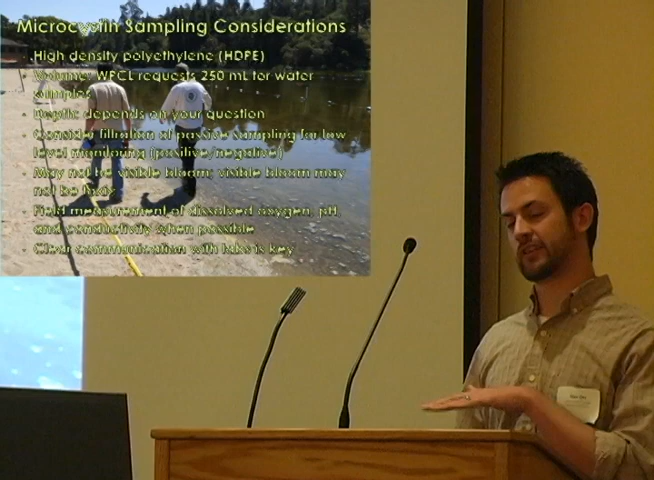 Microcystin Sampling Considerations
High density polyethylene (HDPE)
Volume: WPCL requests 250 mL for water
samples
Depth: depends on your question
Consider filtration of passive sampling for low
level monitoring (positive/negative)
May not be visible bloom; visible bloom may
not be toxic
Field measurement of dissolved oxygen, pH,
and conductivity when possible
Clear communication with labs is key